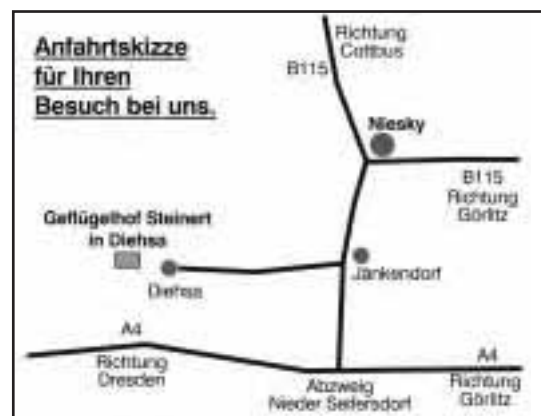 Anfahrtskizze
für Ihren
Besuch bei uns.
Richtung
Cottbus
B115
Niesky
B115
Richtung
Görlitz
Geflügelhof Steinert
in Diehsa
Diehsa
Jänkendorf
A4
Richtung
Dresden
Abzweig
Nieder Seifersdorf
A4
Richtung
Görlitz